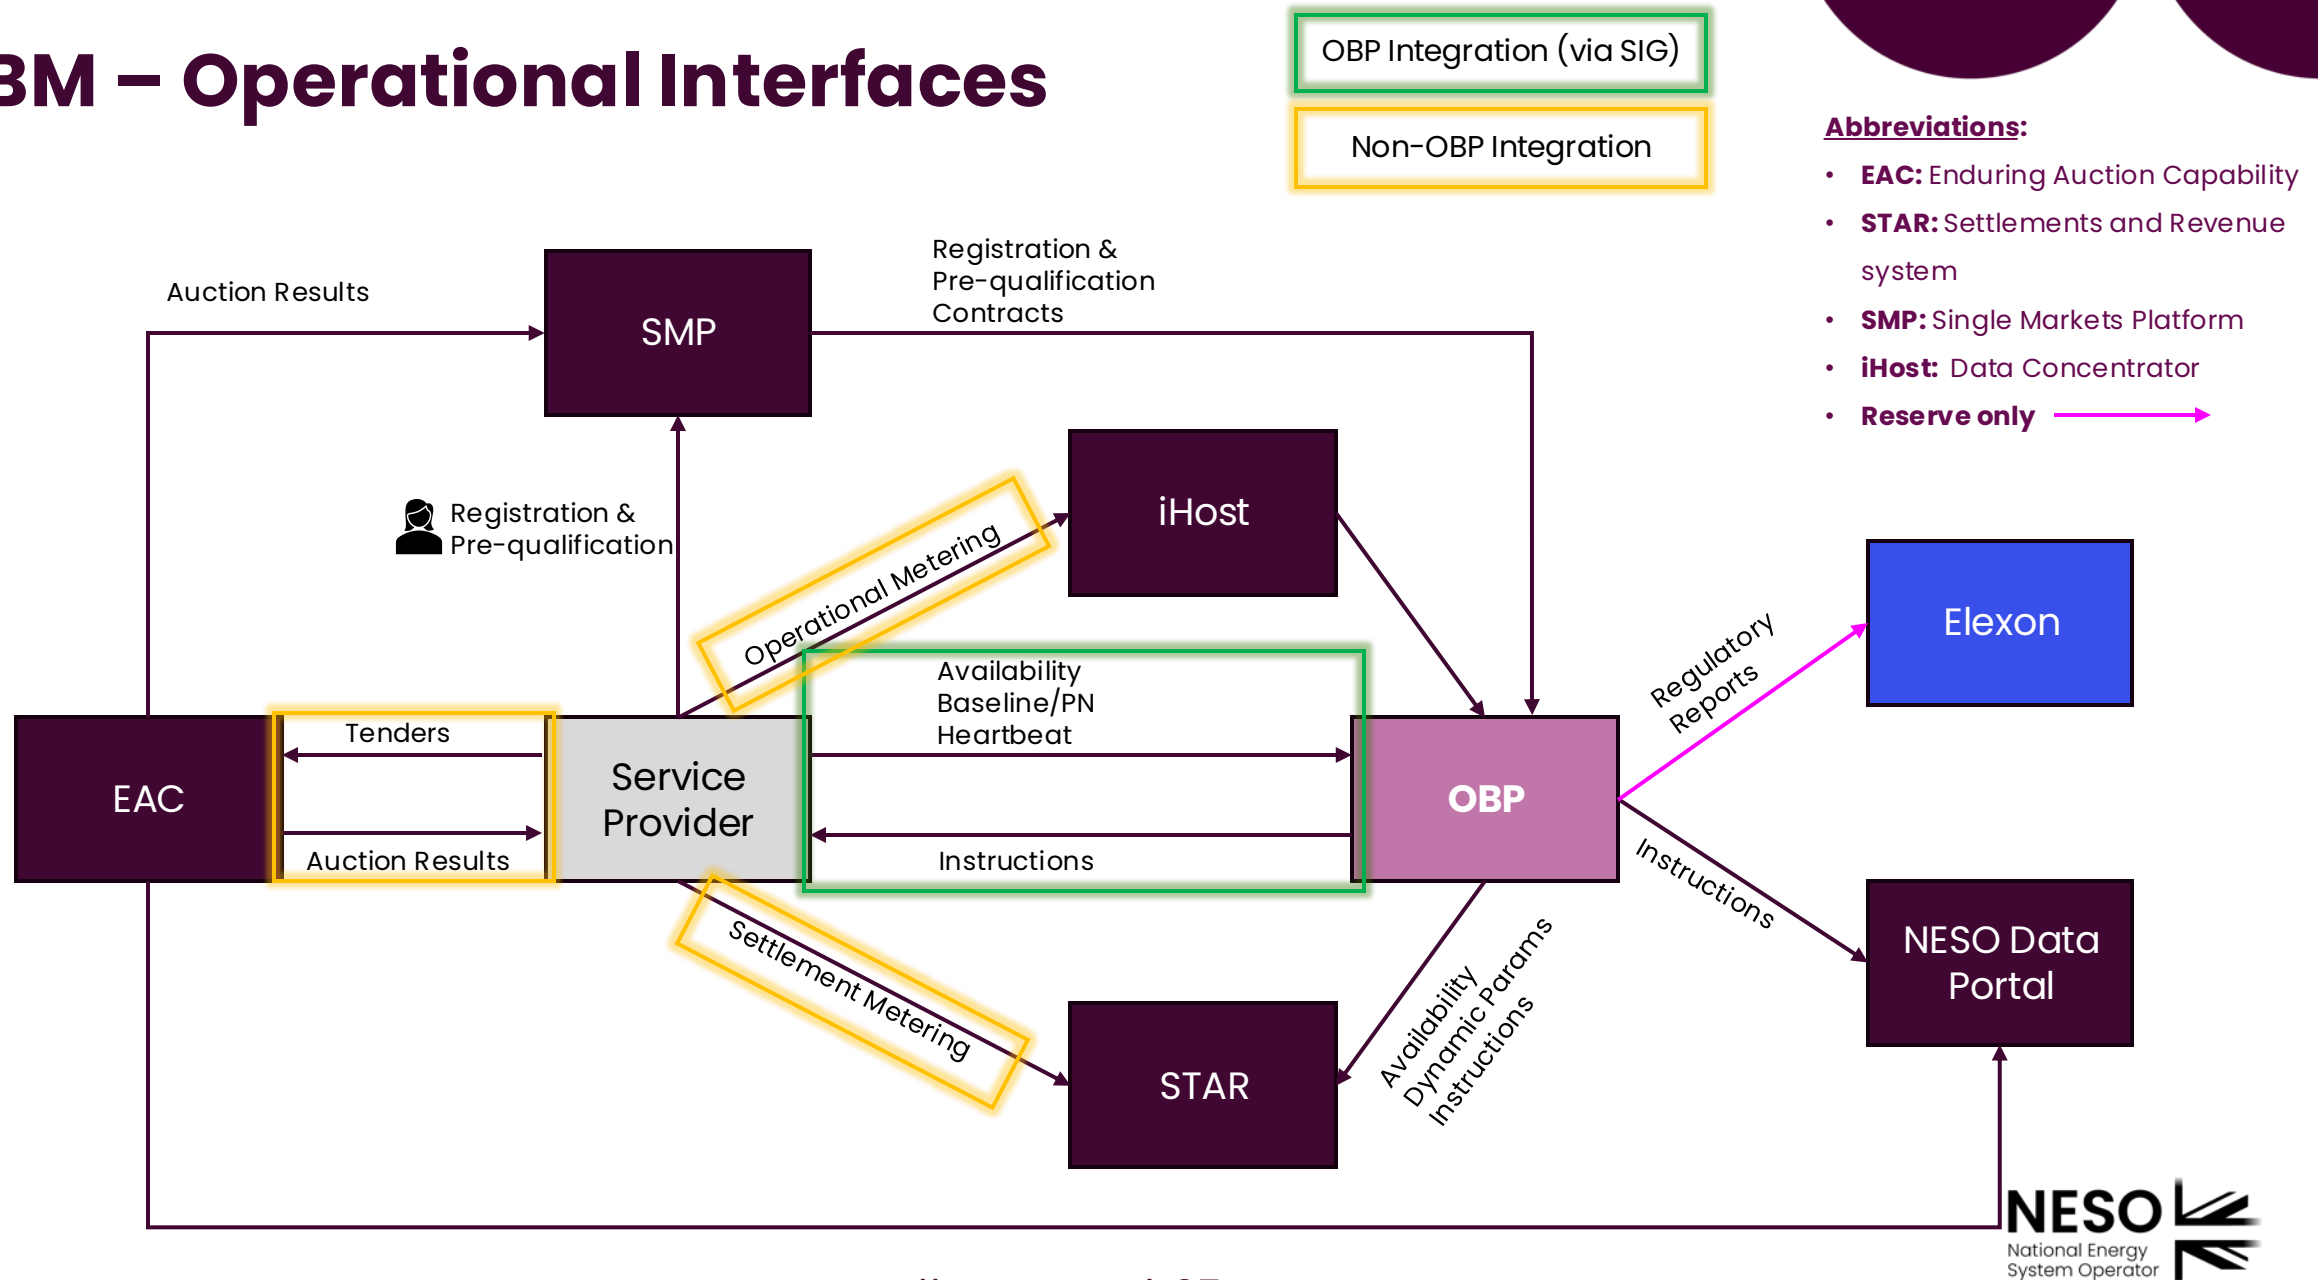 BM – Operational Interfaces
OBP Integration (via SIG)
Non-OBP Integration
Abbreviations:
• EAC: Enduring Auction Capability
• STAR: Settlements and Revenue
system
• SMP: Single Markets Platform
• iHost: Data Concentrator
• Reserve only
Auction Results
SMP
Registration &
Pre-qualification
Contracts
Registration &
Pre-qualification
Operational Metering
iHost
Elexon
Regulatory
Reports
EAC
Tenders
Auction Results
Service
Provider
Availability
Baseline/PN
Heartbeat
Instructions
OBP
Instructions
NESO Data
Portal
Settlement Metering
STAR
Availability
Dynamic Params
Instructions
NESO
National Energy
System Operator